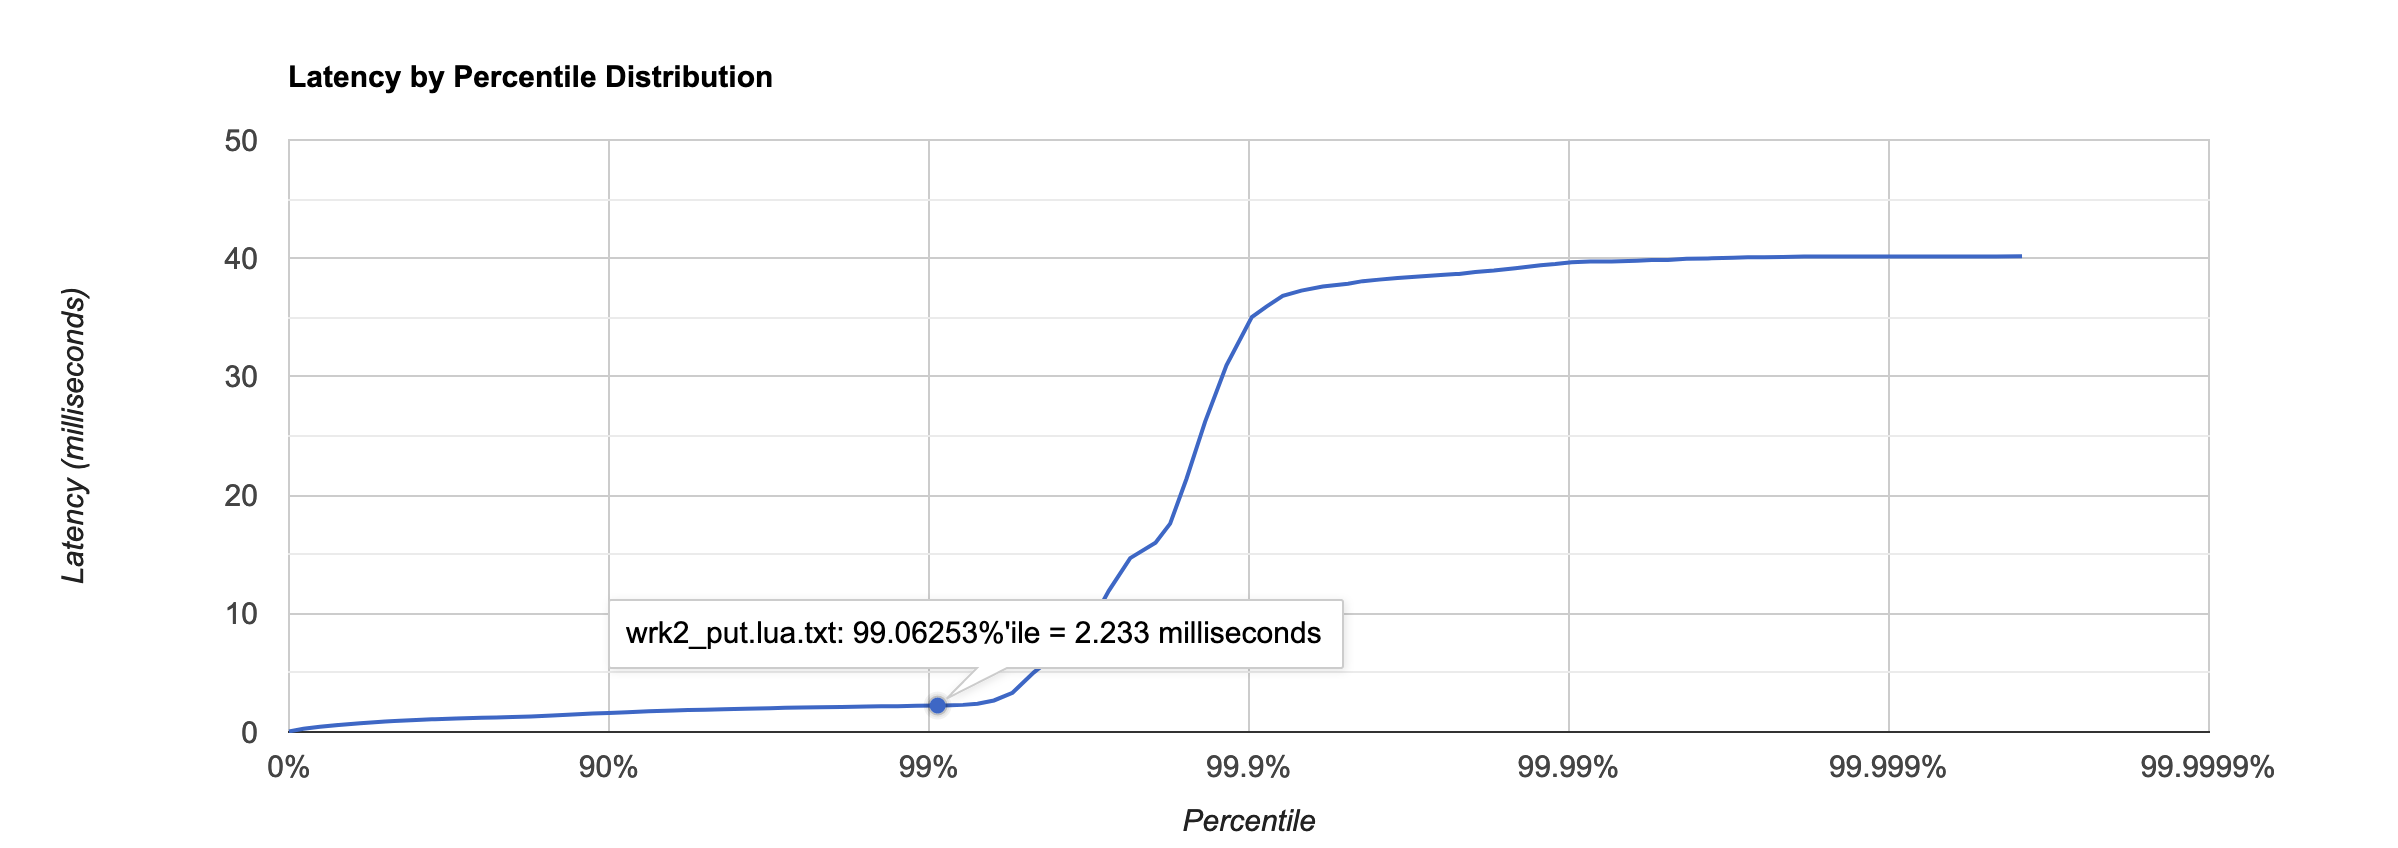 Latency by Percentile Distribution
50
40
30
20
10
0
Latency (milliseconds)
wrk2_put.lua.txt: 99.06253%'ile = 2.233 milliseconds
0% 90% 99% 99.9% 99.99% 99.999% 99.9999%
Percentile